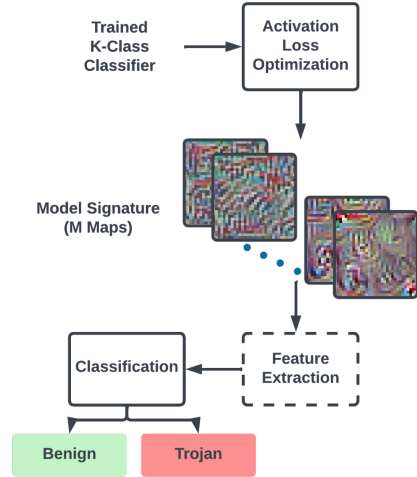 Trained
K-Class
Classifier
Activation
Loss
Optimization
Model Signature
(M Maps)
Classification
Feature
Extraction
Benign
Trojan